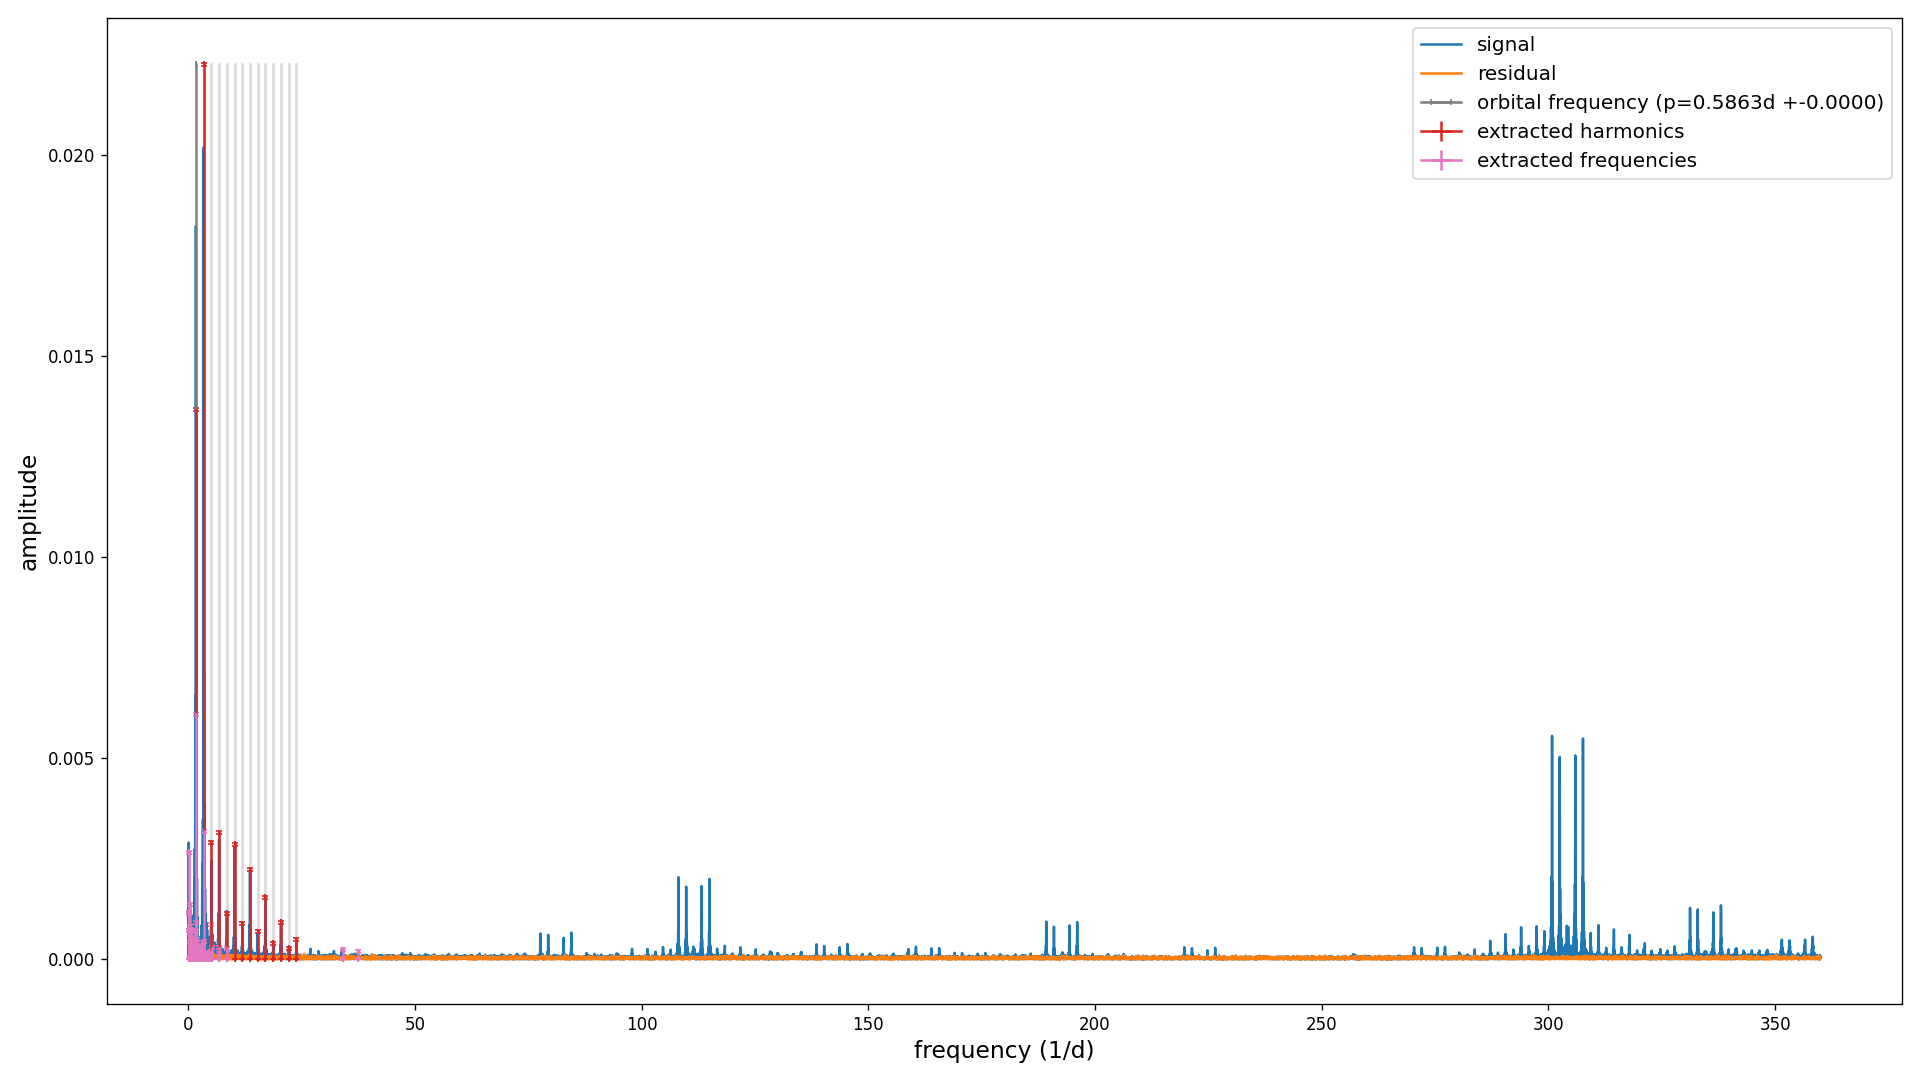 signal
residual
orbital frequency (p=0.5863d +-0.0000)
extracted harmonics
extracted frequencies
0.020
0.015
0.010
0.005
0.000
amplitude
0 50 100 150 200 250 300 350
frequency (1/d)